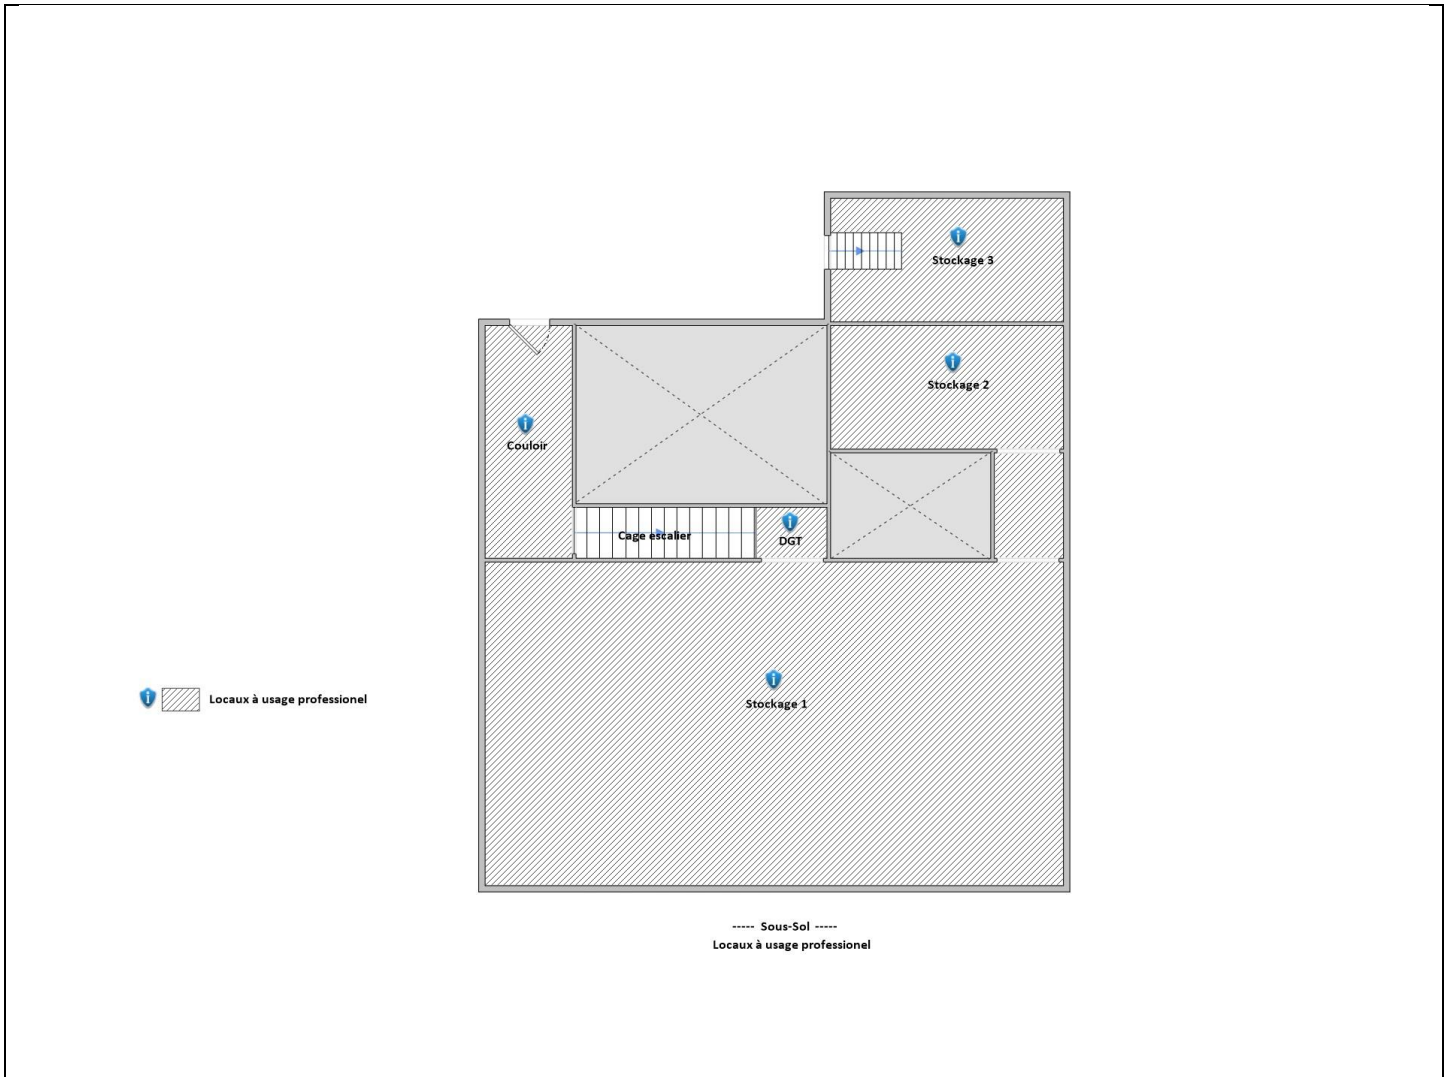 Stockage 3
Stockage 2
Couloir
Cage escalier
DGT
Stockage 1
Locaux à usage professionel
----- Sous-Sol -----
Locaux à usage professionel